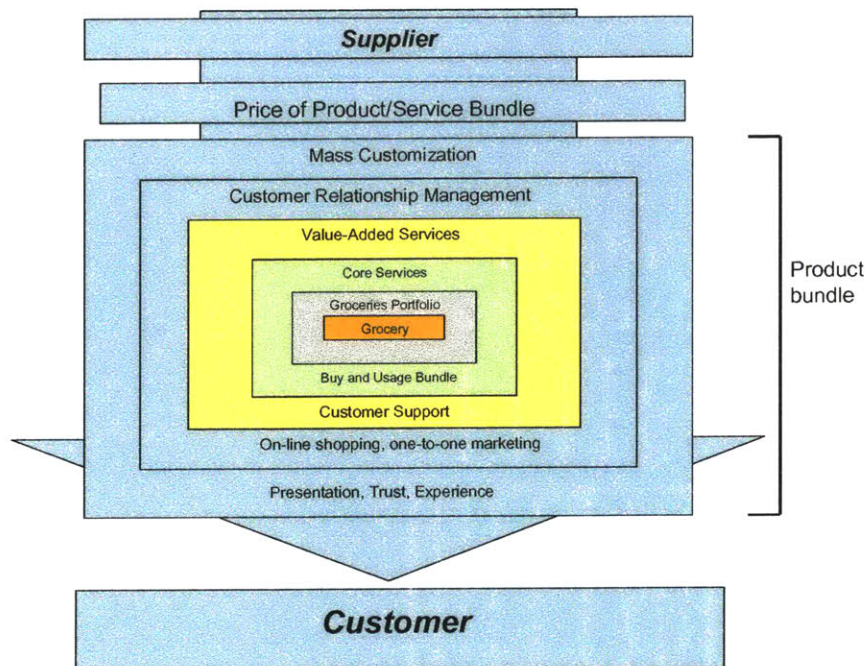 Supplier
Price of Product/Service Bundle
Mass Customization
Customer Relationship Management
Value-Added Services
Core Services
Groceries Portfolio
Grocery
Buy and Usage Bundle
Customer Support
On-line shopping, one-to-one marketing
Presentation, Trust, Experience
Product
bundle
Customer